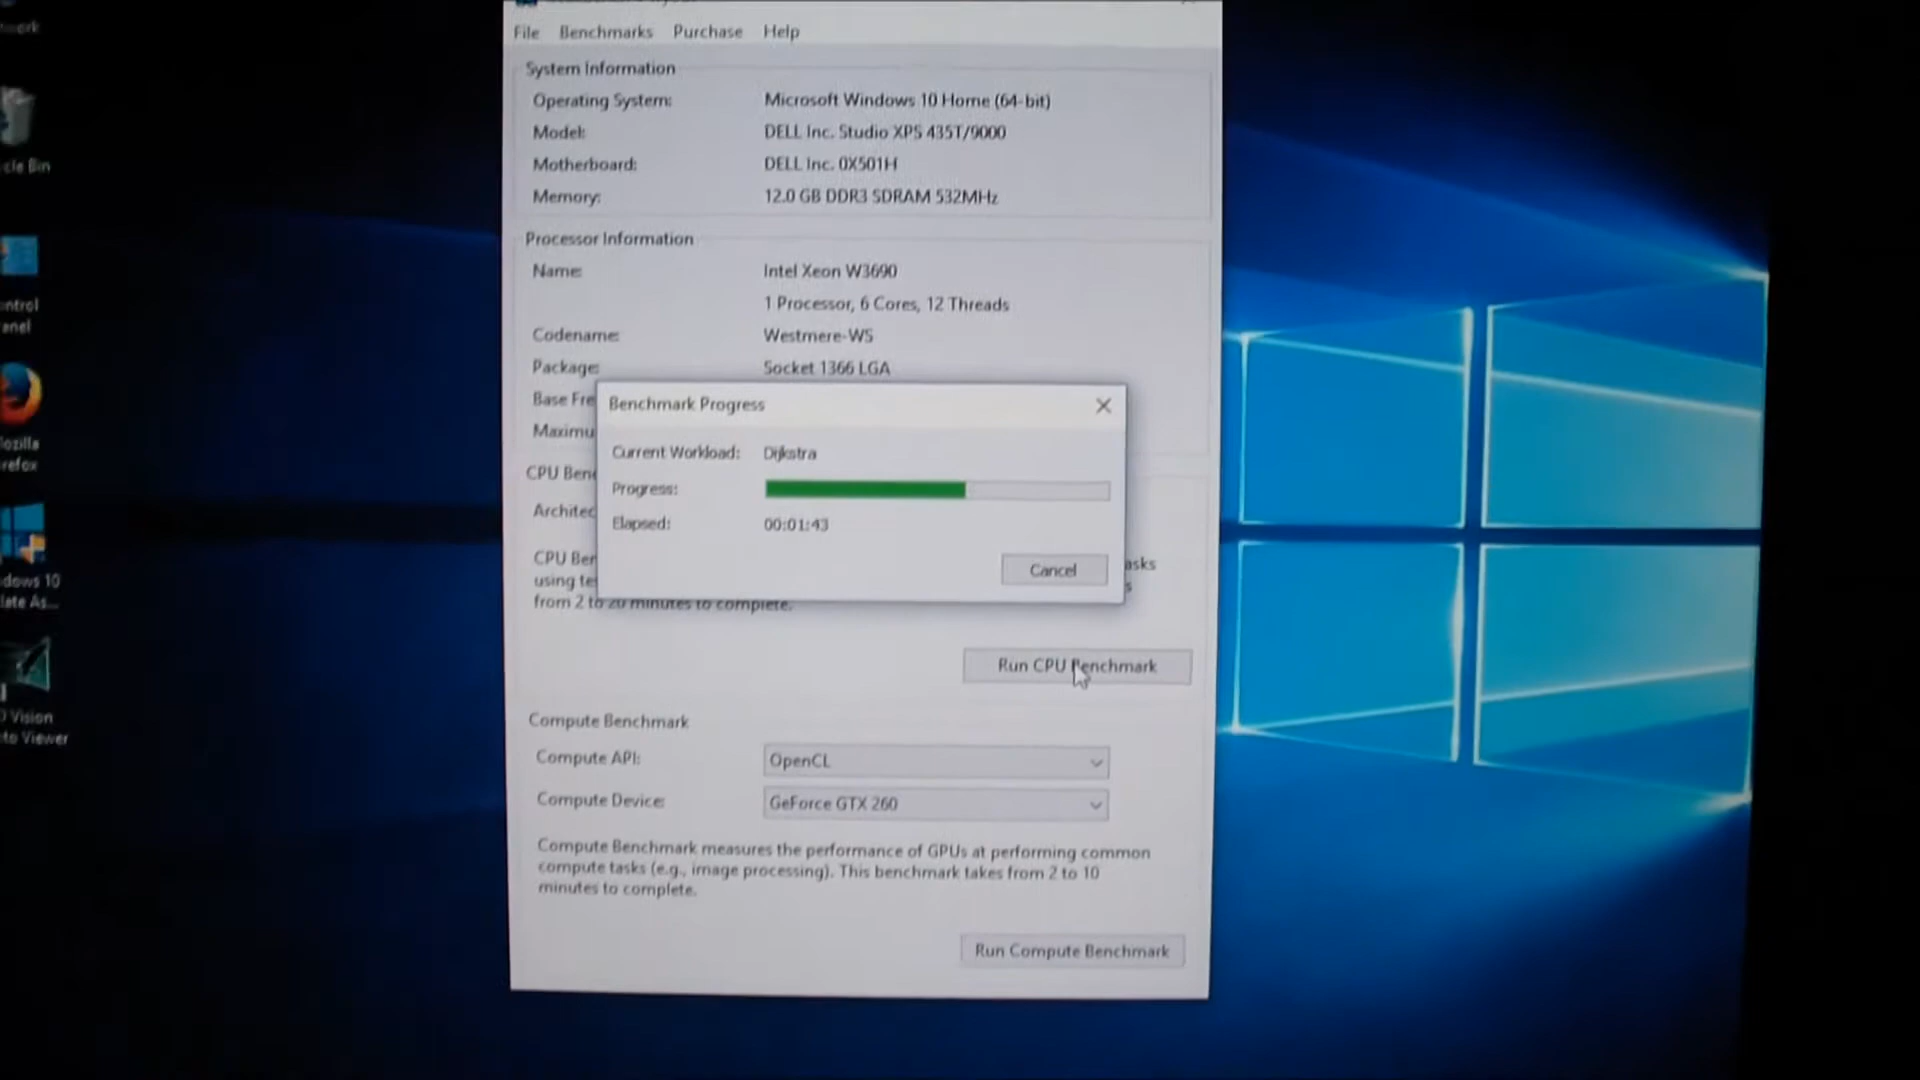 File Benchmarks Purchase Help
System Information
Operating System: Microsoft Windows 10 Home (64-bit)
Model: DELL Inc. Studio XPS 435T/9000
Motherboard: DELL Inc. 0X501H
Memory: 12.0 GB DDR3 SDRAM 532MHz
Processor Information
Name: Intel Xeon W3690
1 Processor, 6 Cores, 12 Threads
Codename: Westmere-WS
Package: Socket 1366 LGA
Base Fre
Maximu
Benchmark Progress
Current Workload: Dijkstra
Progress:
Elapsed: 00:01:43
Cancel
CPU Ben
Architec
CPU Ben asks
using te s
from 2 to 20 minutes to complete.
Run CPU Benchmark
Compute Benchmark
Compute API: OpenCL
Compute Device: GeForce GTX 260
Compute Benchmark measures the performance of GPUs at performing common
compute tasks (e.g., image processing). This benchmark takes from 2 to 10
minutes to complete.
Run Compute Benchmark
cle Bin
ontrol
anel
ozilla
refox
dows 10
ate As...
D Vision
to Viewer